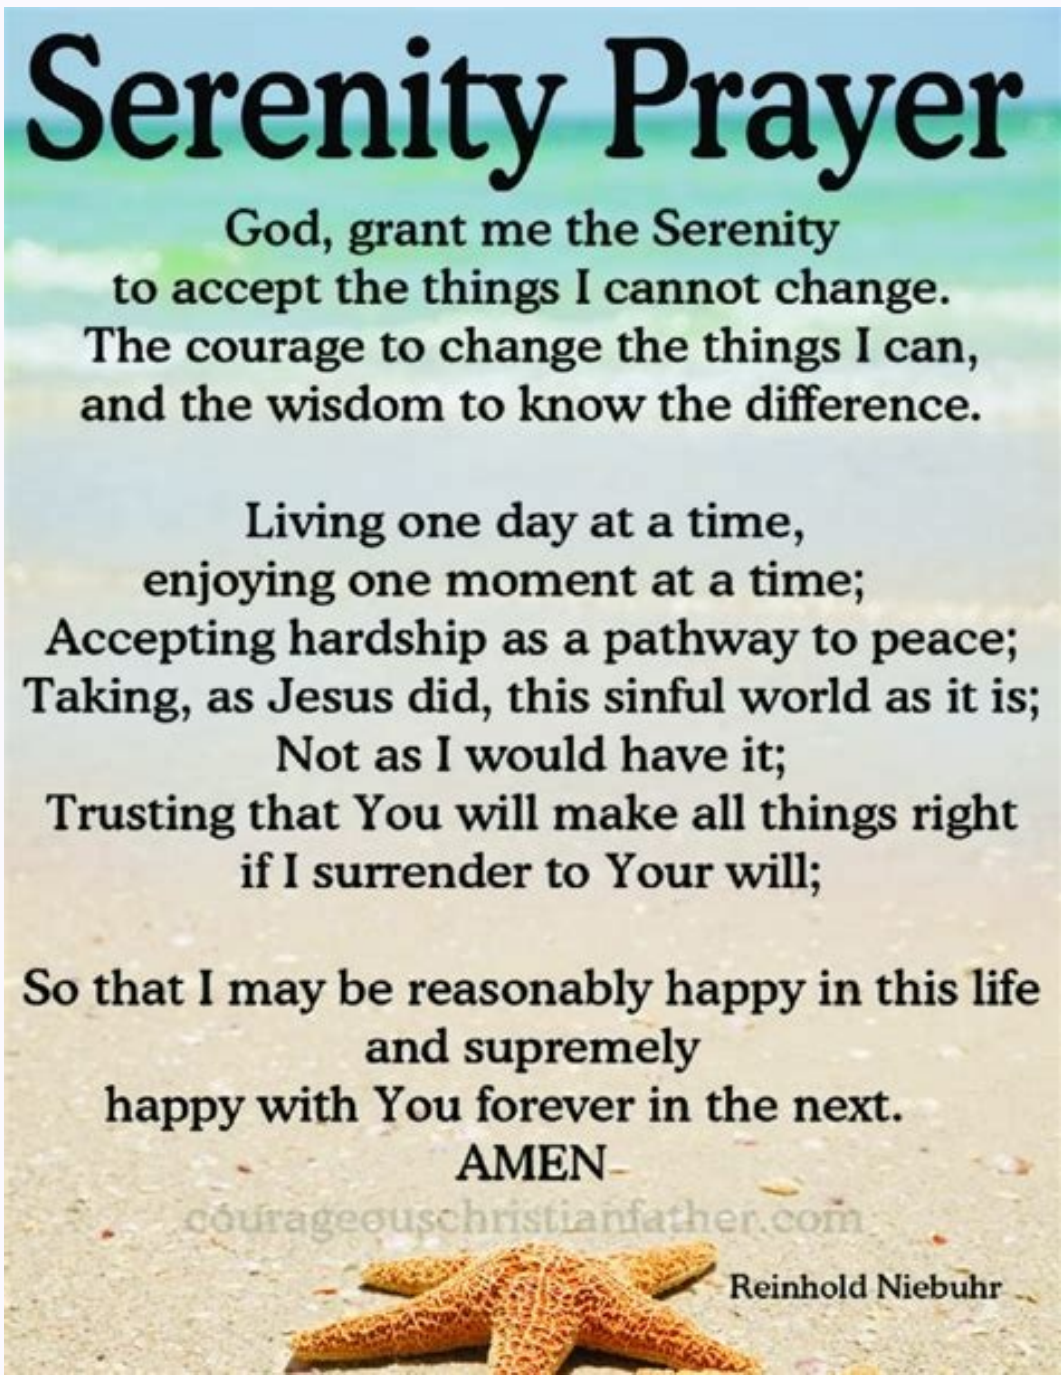 Serenity Prayer
God, grant me the Serenity
to accept the things I cannot change.
The courage to change the things I can,
and the wisdom to know the difference.
Living one day at a time,
enjoying one moment at a time;
Accepting hardship as a pathway to peace;
Taking, as Jesus did, this sinful world as it is;
Not as I would have it;
Trusting that You will make all things right
if I surrender to Your will;
So that I may be reasonably happy in this life
and supremely
happy with You forever in the next.
AMEN
courageouschristianfather.com
Reinhold Niebuhr